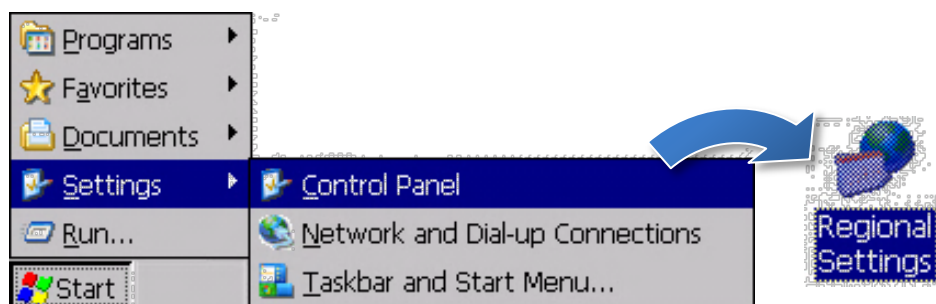 Programs
Favorites
Documents
Settings
Control Panel
Run...
Network and Dial-up Connections
Start
Taskbar and Start Menu...
Regional
Settings